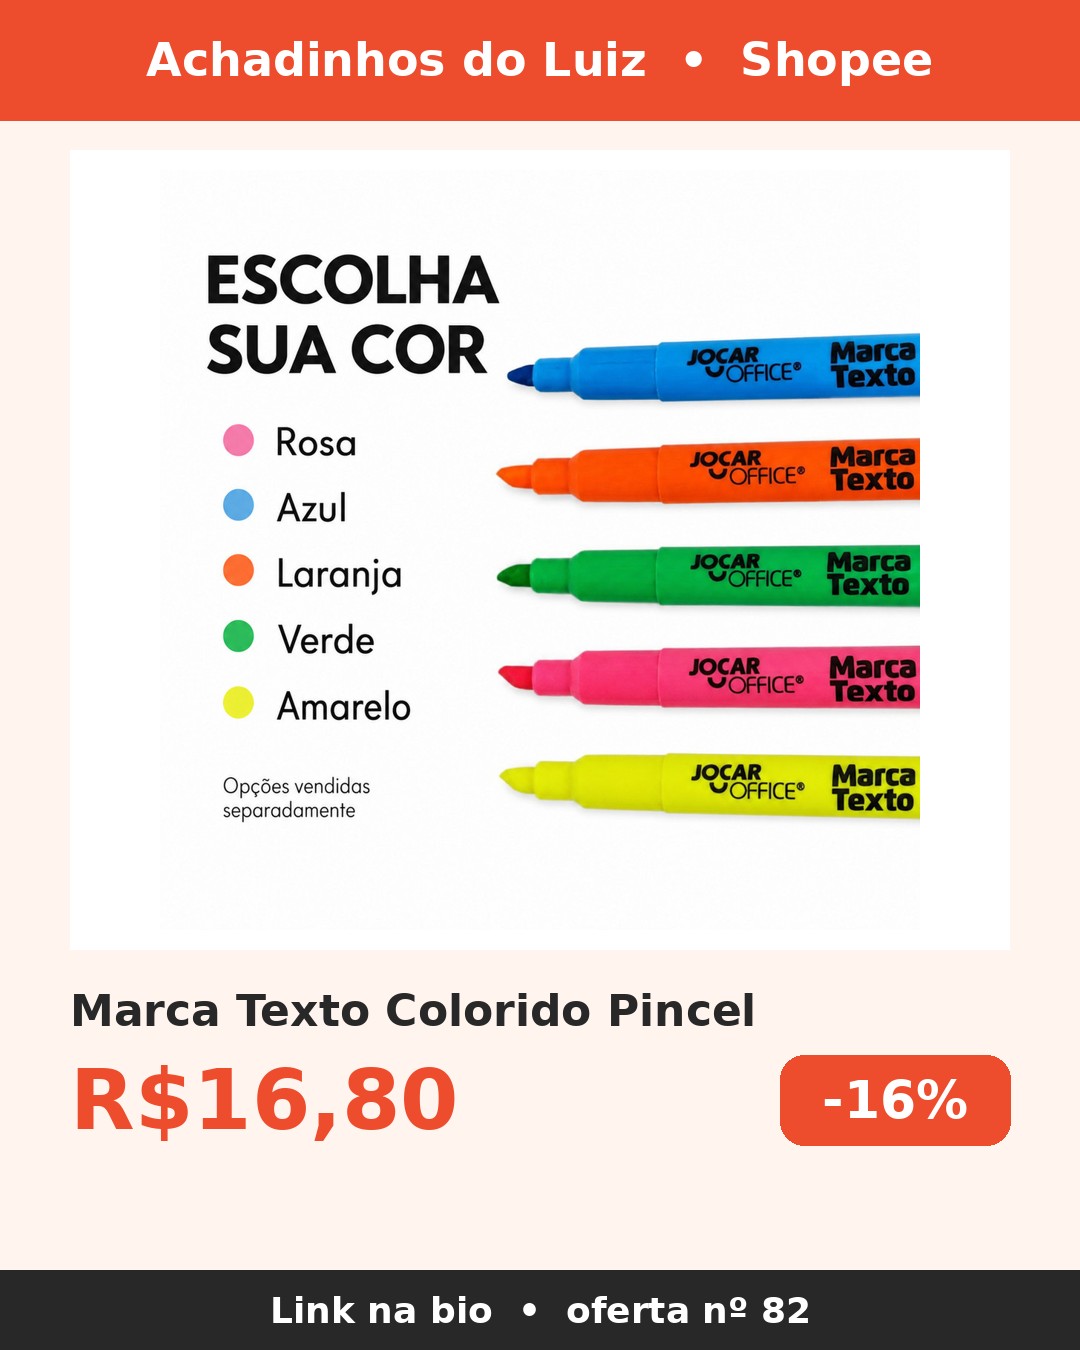 Achadinhos do Luiz • Shopee
ESCOLHA
SUA COR
Rosa
Azul
Laranja
Verde
Amarelo
Opções vendidas
separadamente
JOCAR
OFFICE®
Marca
Texto
JOCAR
OFFICE®
Marca
Texto
JOCAR
OFFICE®
Marca
Texto
JOCAR
OFFICE®
Marca
Texto
JOCAR
OFFICE®
Marca
Texto
Marca Texto Colorido Pincel
R$16,80
-16%
Link na bio • oferta nº 82